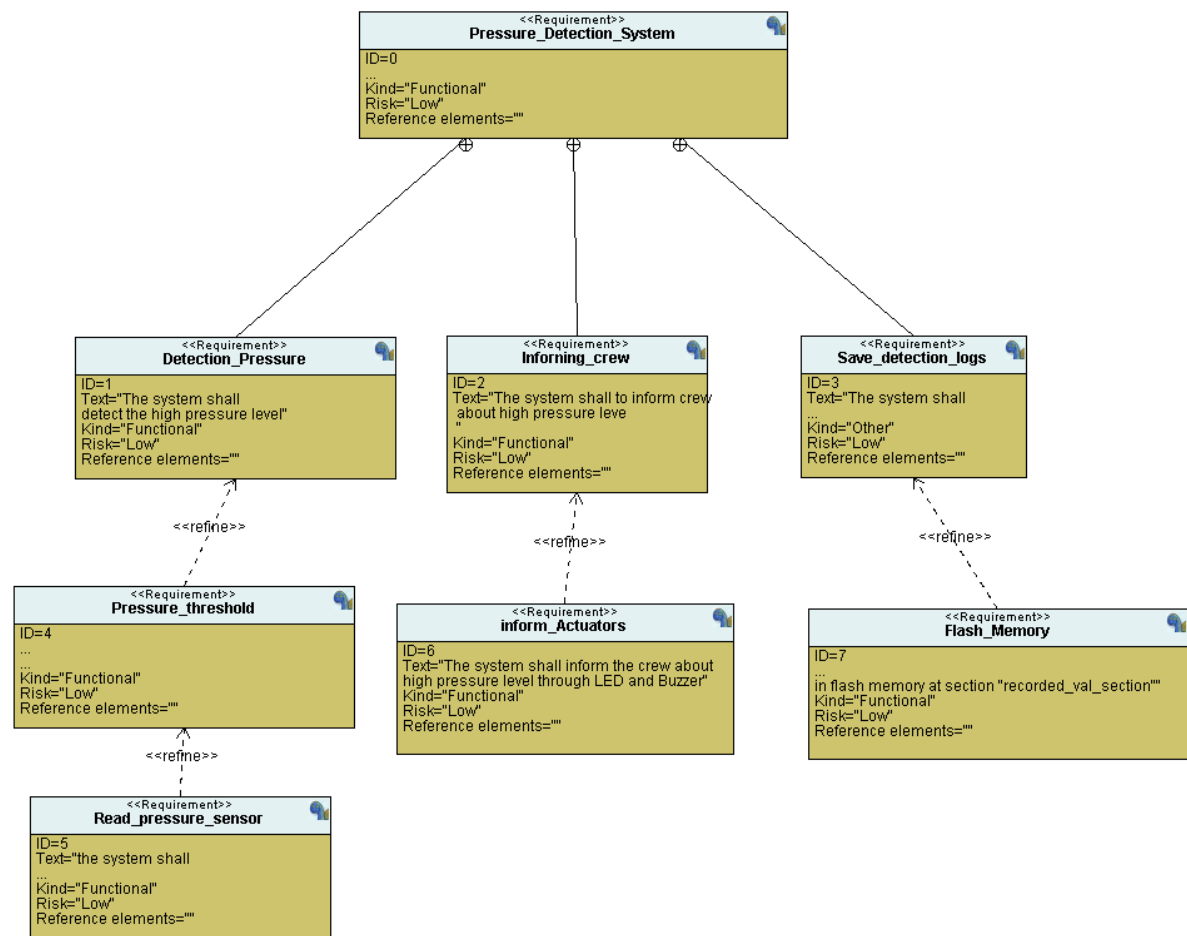 <<Requirement>>
Pressure_Detection_System
ID=0
...
Kind="Functional"
Risk="Low"
Reference elements=""
<<Requirement>>
Detection_Pressure
ID=1
Text="The system shall
detect the high pressure level"
Kind="Functional"
Risk="Low"
Reference elements=""
<<Requirement>>
Inforning_crew
ID=2
Text="The system shall to inform crew
about high pressure leve
"
Kind="Functional"
Risk="Low"
Reference elements=""
<<Requirement>>
Save_detection_logs
ID=3
Text="The system shall
...
Kind="Other"
Risk="Low"
Reference elements=""
<<refine>>
<<refine>>
<<refine>>
<<Requirement>>
Pressure_threshold
ID=4
...
...
Kind="Functional"
Risk="Low"
Reference elements=""
<<Requirement>>
inform_Actuators
ID=6
Text="The system shall inform the crew about
high pressure level through LED and Buzzer"
Kind="Functional"
Risk="Low"
Reference elements=""
<<Requirement>>
Flash_Memory
ID=7
...
in flash memory at section "recorded_val_section""
Kind="Functional"
Risk="Low"
Reference elements=""
<<refine>>
<<Requirement>>
Read_pressure_sensor
ID=5
Text="the system shall
...
Kind="Functional"
Risk="Low"
Reference elements=""